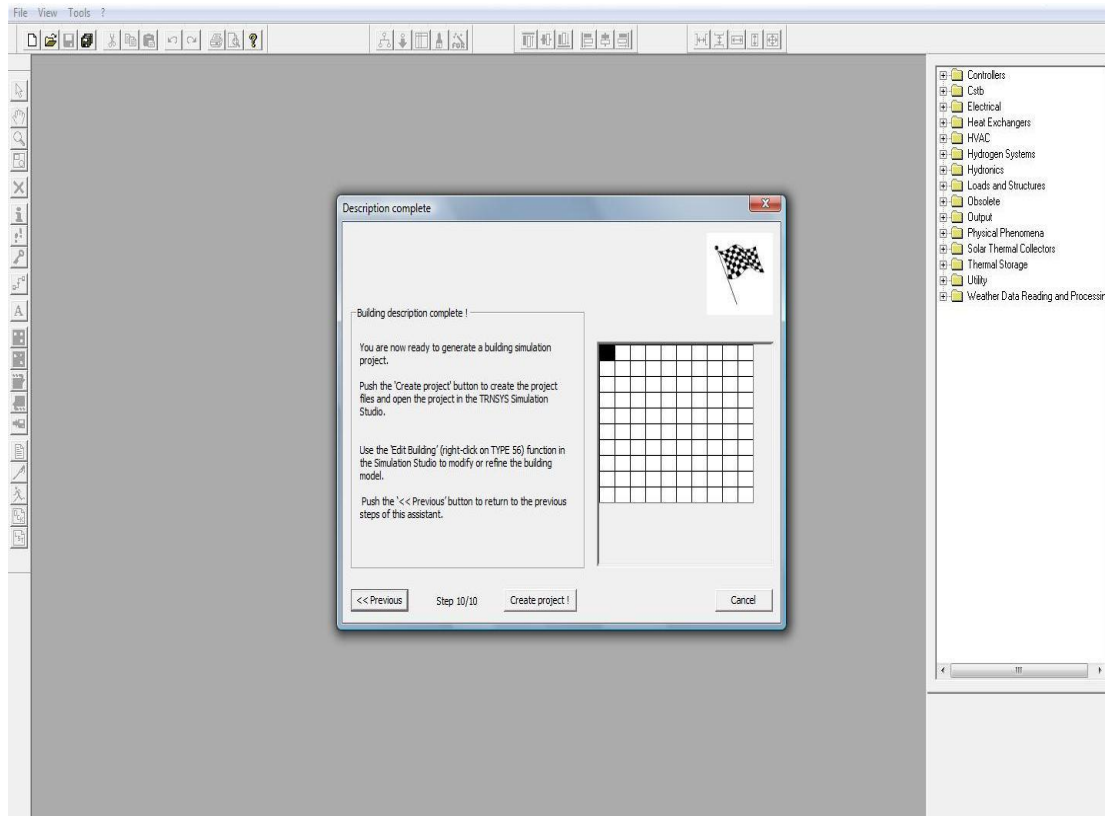 File View Tools ?
Description complete
X
Building description complete !
You are now ready to generate a building simulation
project.
Push the 'Create project' button to create the project
files and open the project in the TRNSYS Simulation
Studio.
Use the 'Edit Building' (right-click on TYPE 56) function in
the Simulation Studio to modify or refine the building
model.
Push the '<< Previous' button to return to the previous
steps of this assistant.
<< Previous
Step 10/10
Create project !
Cancel
Controllers
Cstb
Electrical
Heat Exchangers
HVAC
Hydrogen Systems
Hydronics
Loads and Structures
Obsolete
Output
Physical Phenomena
Solar Thermal Collectors
Thermal Storage
Utility
Weather Data Reading and Processin